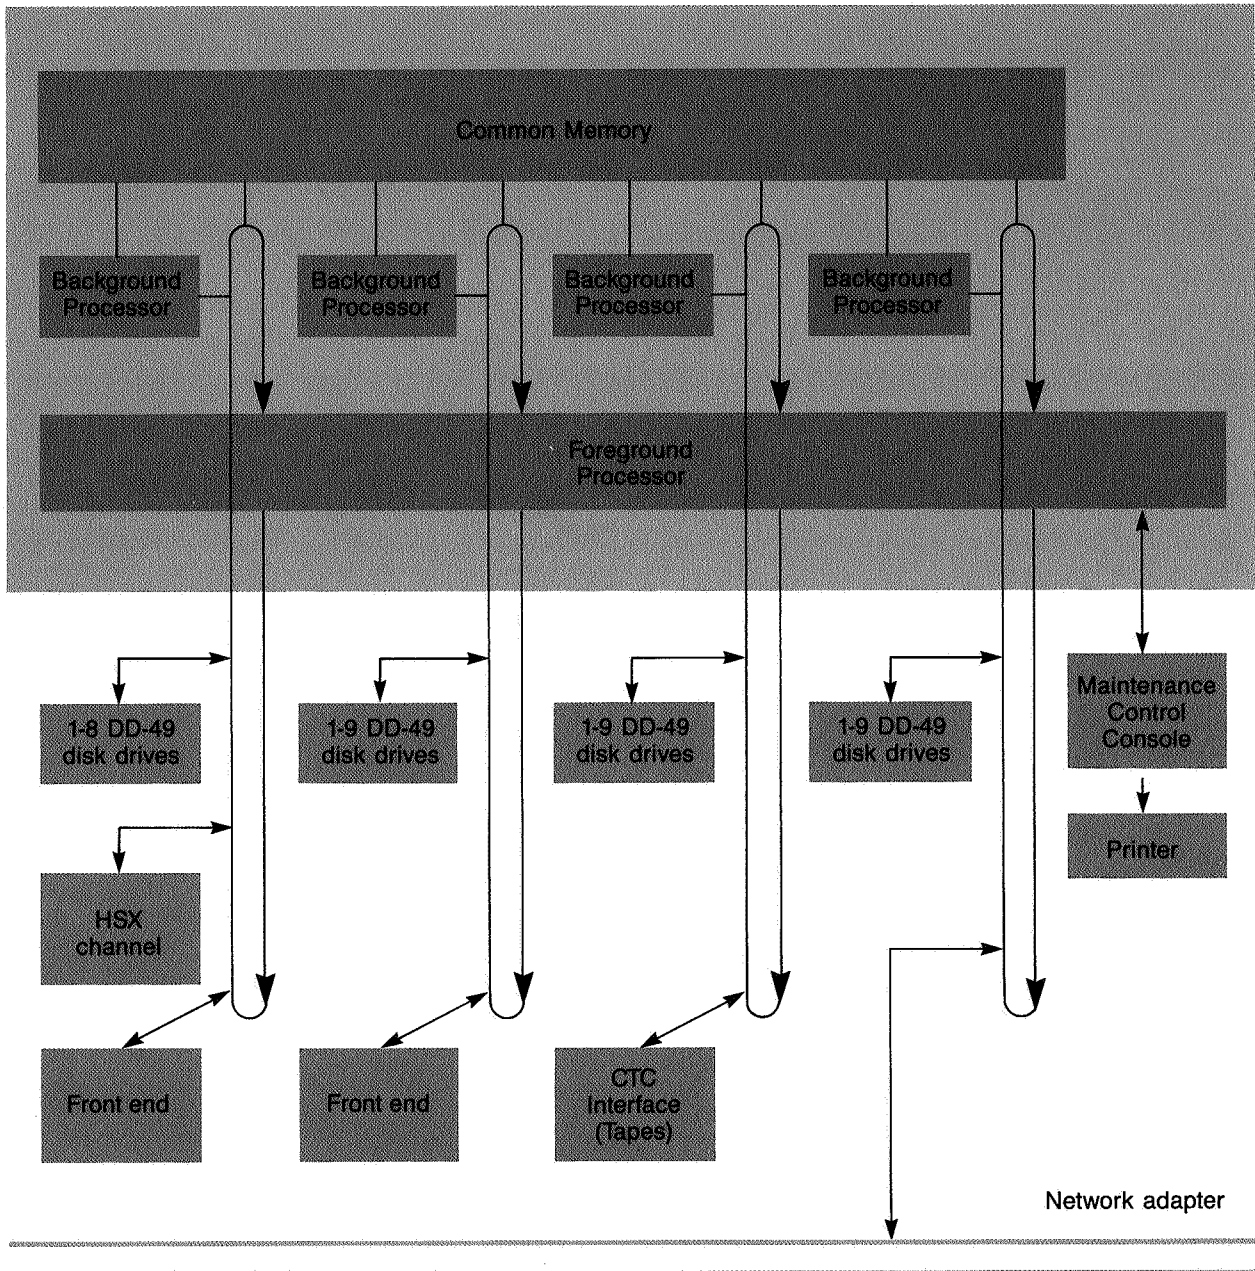 Common Memory
Background
Processor
Background
Processor
Background
Processor
Background
Processor
Foreground
Processor
1-8 DD-49
disk drives
1-9 DD-49
disk drives
1-9 DD-49
disk drives
1-9 DD-49
disk drives
Maintenance
Control
Console
Printer
HSX
channel
Front end
Front end
CTC
Interface
(Tapes)
Network adapter